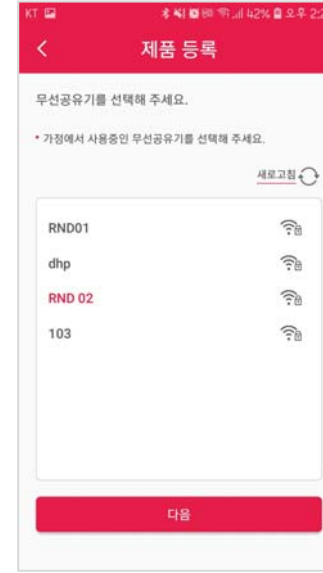 KT 42% 오후 2:2
제품 등록
무선공유기를 선택해 주세요.
* 가정에서 사용중인 무선공유기를 선택해 주세요.
새로고침
RND01
dhp
RND 02
103
다음